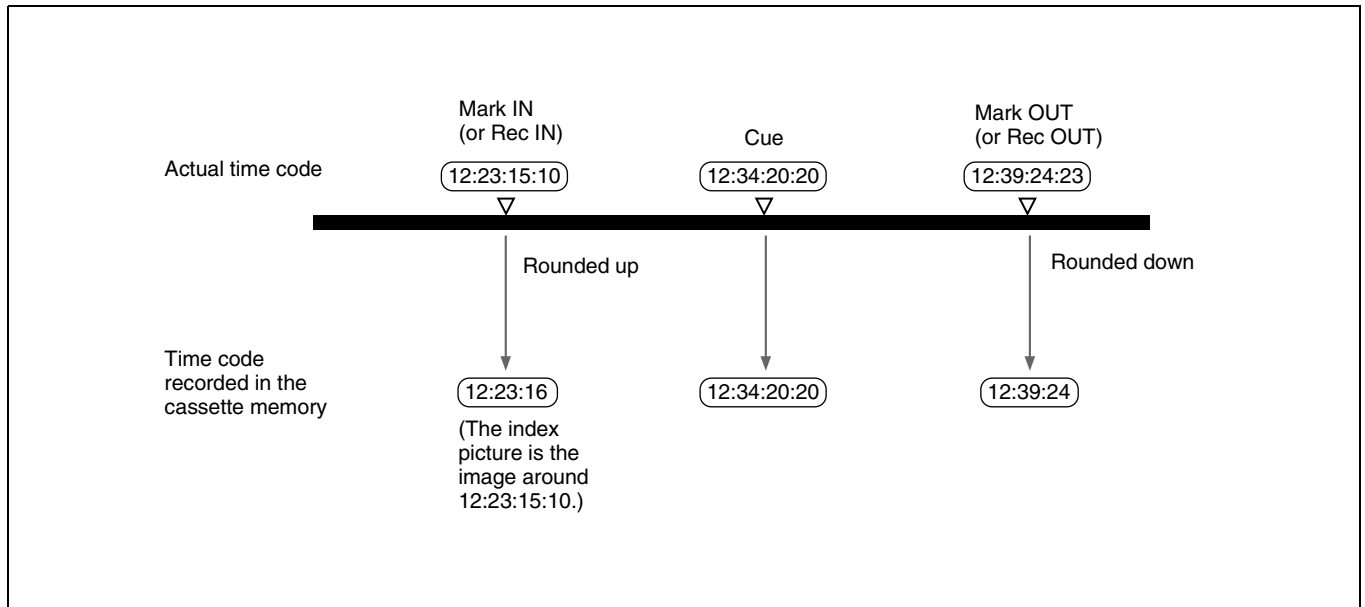 Mark IN
(or Rec IN)
Cue
Mark OUT
(or Rec OUT)
Actual time code
12:23:15:10
12:34:20:20
12:39:24:23
Rounded up
Rounded down
Time code
recorded in the
cassette memory
12:23:16
12:34:20:20
12:39:24
(The index
picture is the
image around
12:23:15:10.)